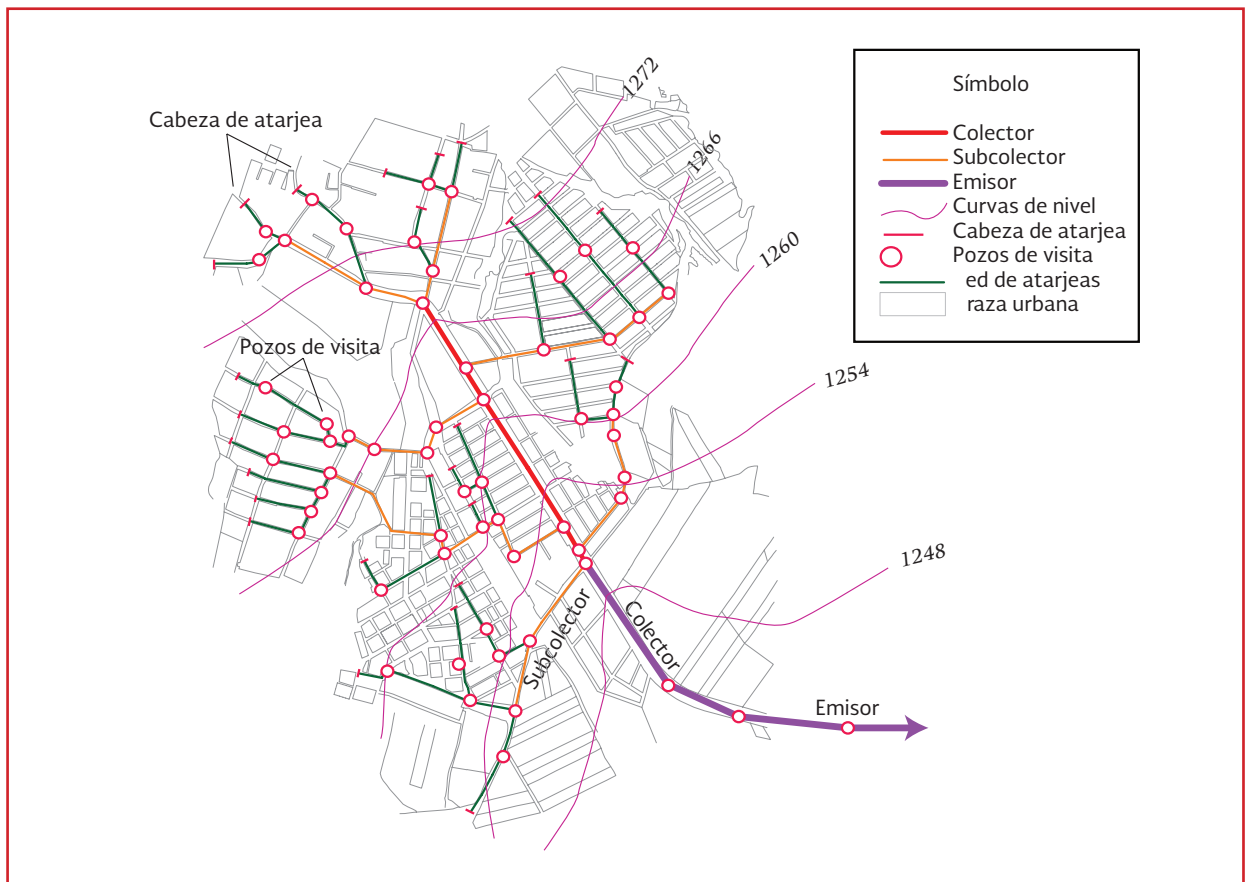 Cabeza de atarjea
1272
1266
1260
1254
1248
Pozos de visita
Subcolector
Colector
Emisor
Símbolo
Colector
Subcolector
Emisor
Curvas de nivel
Cabeza de atarjea
Pozos de visita
ed de atarjeas
raza urbana